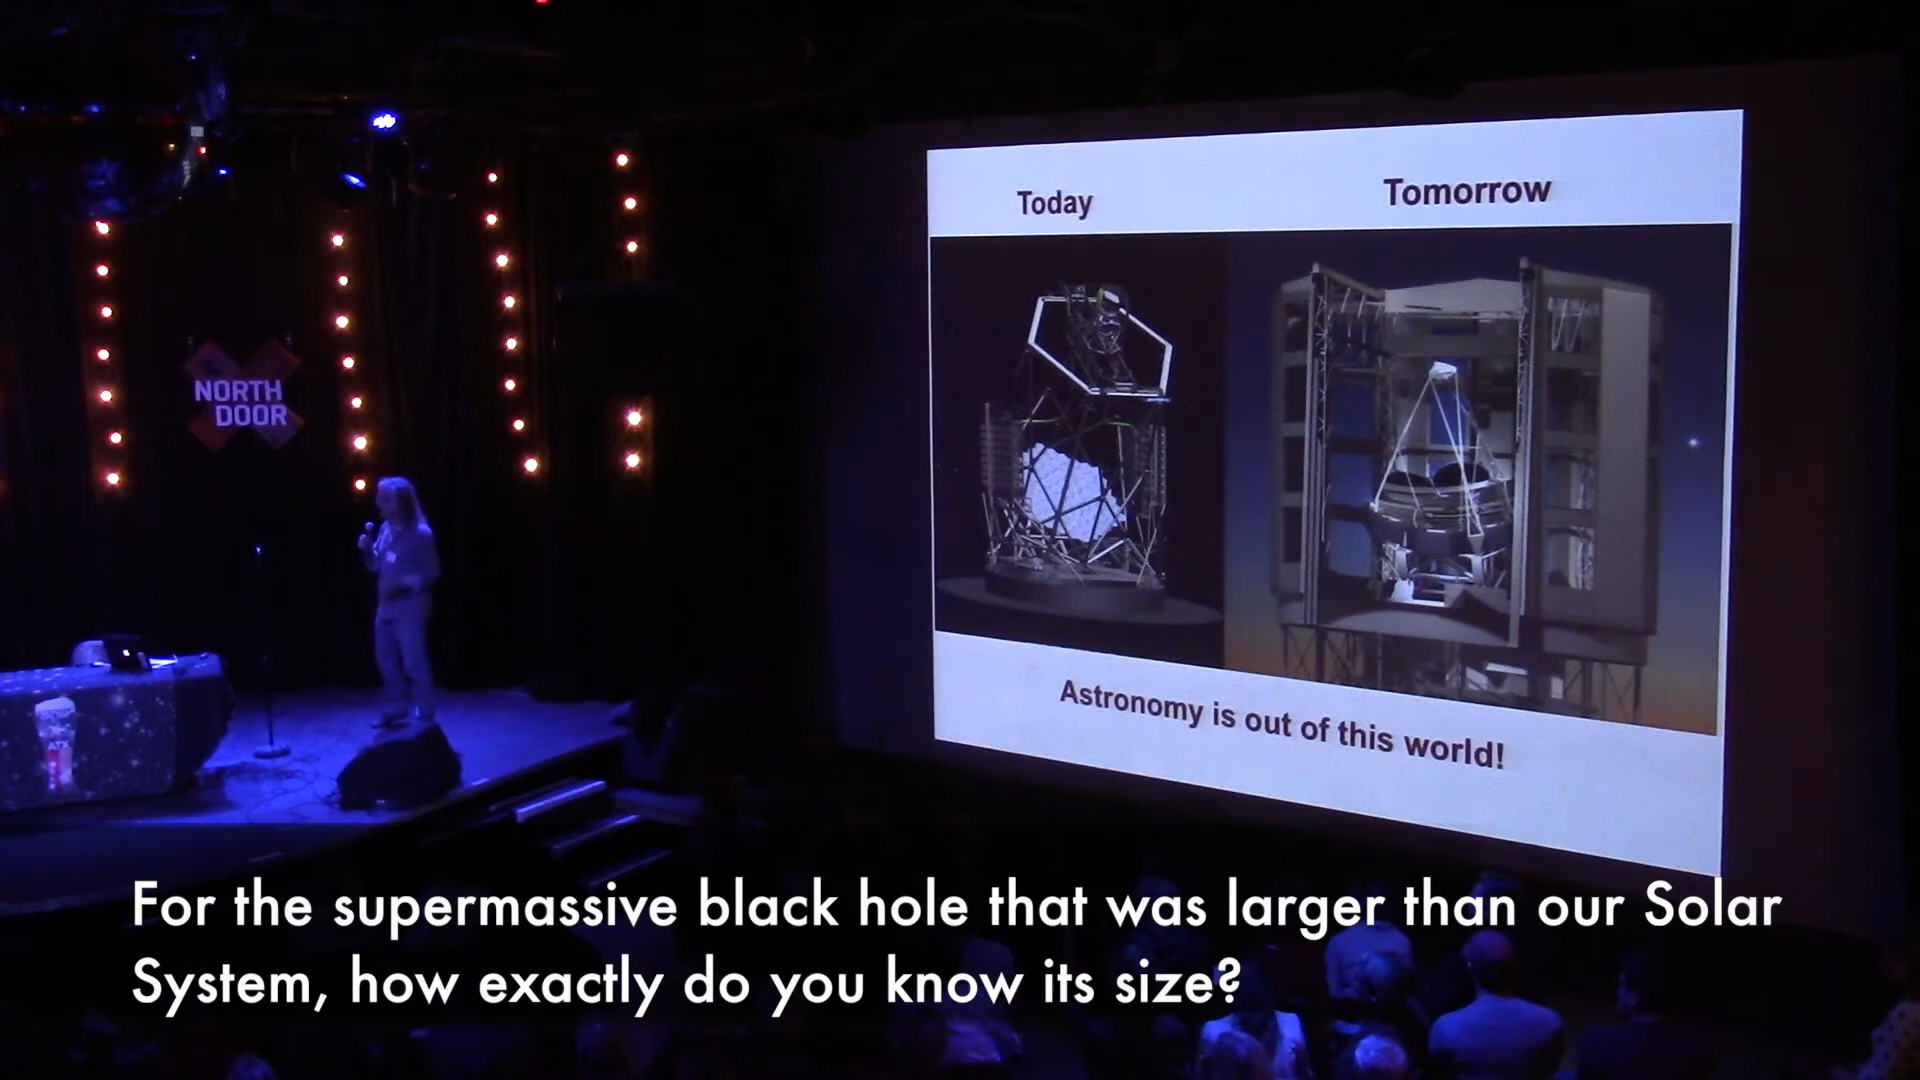 Today
Tomorrow
NORTH
DOOR
Astronomy is out of this world!
ATX
For the supermassive black hole that was larger than our Solar
System, how exactly do you know its size?